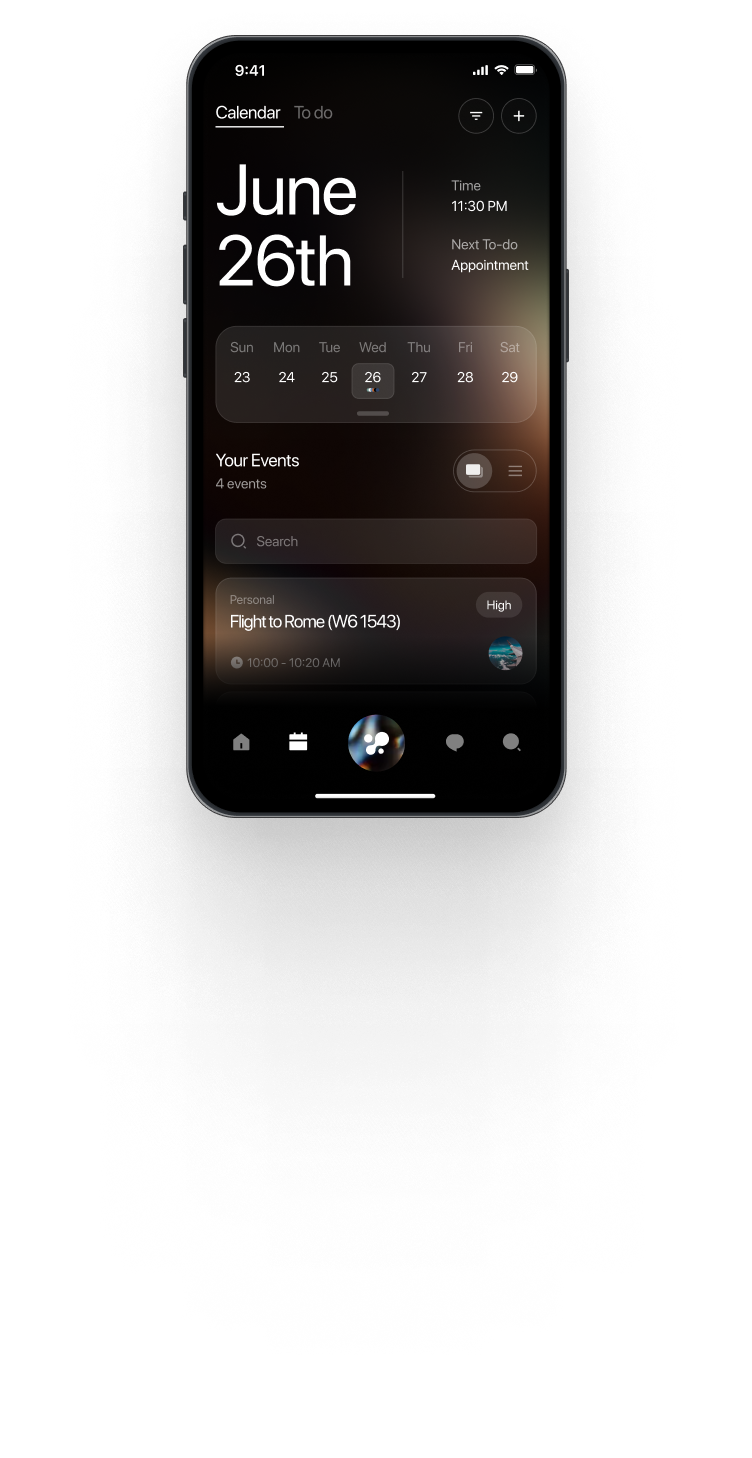 9:41
Calendar To do
June
26th
Time
11:30 PM
Next To-do
Appointment
Sun Mon Tue Wed Thu Fri Sat
23 24 25 26 27 28 29
Your Events
4 events
Search
Personal
High
Flight to Rome (W6 1543)
10:00 - 10:20 AM